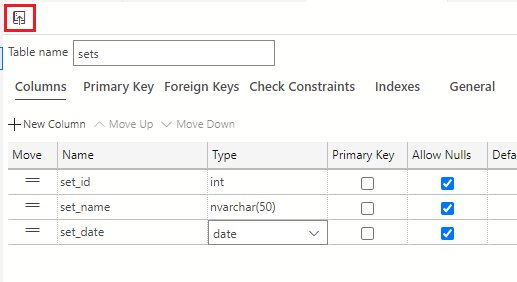 Table name sets
Columns Primary Key Foreign Keys Check Constraints Indexes General
New Column Move Up Move Down
Move Name Type Primary Key Allow Nulls Defa
set_id int
set_name nvarchar(50)
set_date date